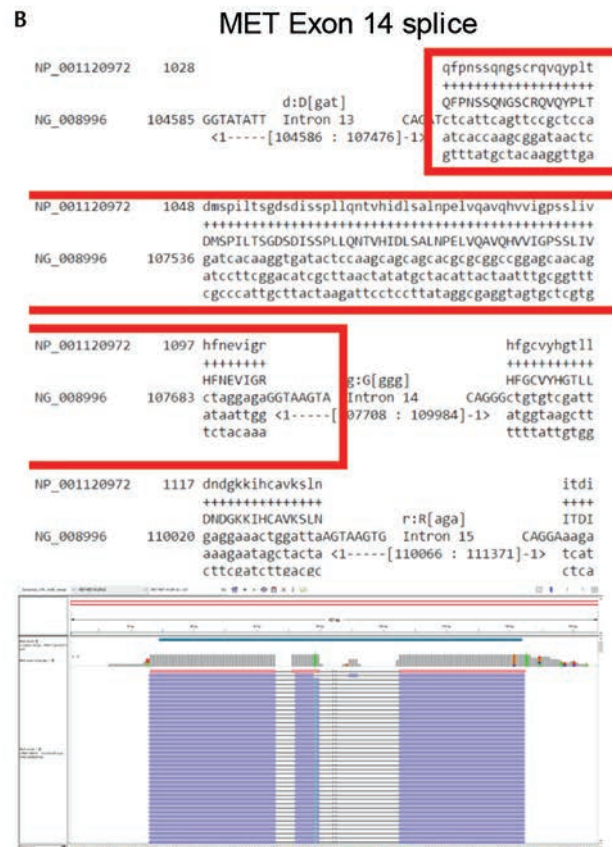 B
MET Exon 14 splice
NP_001120972 1028 qfpnssqngscrqvqyplt
+++++++++++++++++++
d:D[gat] QFPNSSQNGSCRQVQYPLT
NG_008996 104585 GGTATATT Intron 13 CAGATctcattcagttccgctcca
<1-----[104586 : 107476]-1> atcaccaagcggataactc
gtttatgctacaaggttga
NP_001120972 1048 dmspiltsgdsdisspllqntvhidlsalnpelvqavqhvvigpssliv
+++++++++++++++++++++++++++++++++++++++++++++++++
DMSPILTSGDSDISSPLLQNTVHIDLSALNPELVQAVQHVVIGPSSLIV
NG_008996 107536 gatcacaaggtgatactccaagcagcagcacgcgcggccggagcaacag
atccttcggacatcgcttaactatatgctacattactaatttgcggttt
cgcccattgcttactaagattcctccttataggcgaggtagtgctcgtg
NP_001120972 1097 hfnevigr hfgcvyhgtll
++++++++ +++++++++++
HFNEVIGR g:G[ggg] HFGCVYHGTLL
NG_008996 107683 ctaggagaGGTAAGTA Intron 14 CAGGGctgtgtcgatt
ataattgg <1-----[107708 : 109984]-1> atggtaagctt
tctacaaa ttttattgtgg
NP_001120972 1117 dndgkkihcavksln itdi
+++++++++++++++ ++++
DNDGKKIHCAVKSLN r:R[aga] ITDI
NG_008996 110020 gaggaaactggattaAGTAAGTG Intron 15 CAGGAaaga
aaagaatagctacta <1-----[110066 : 111371]-1> tcat
cttcgatcttgacgc ctca